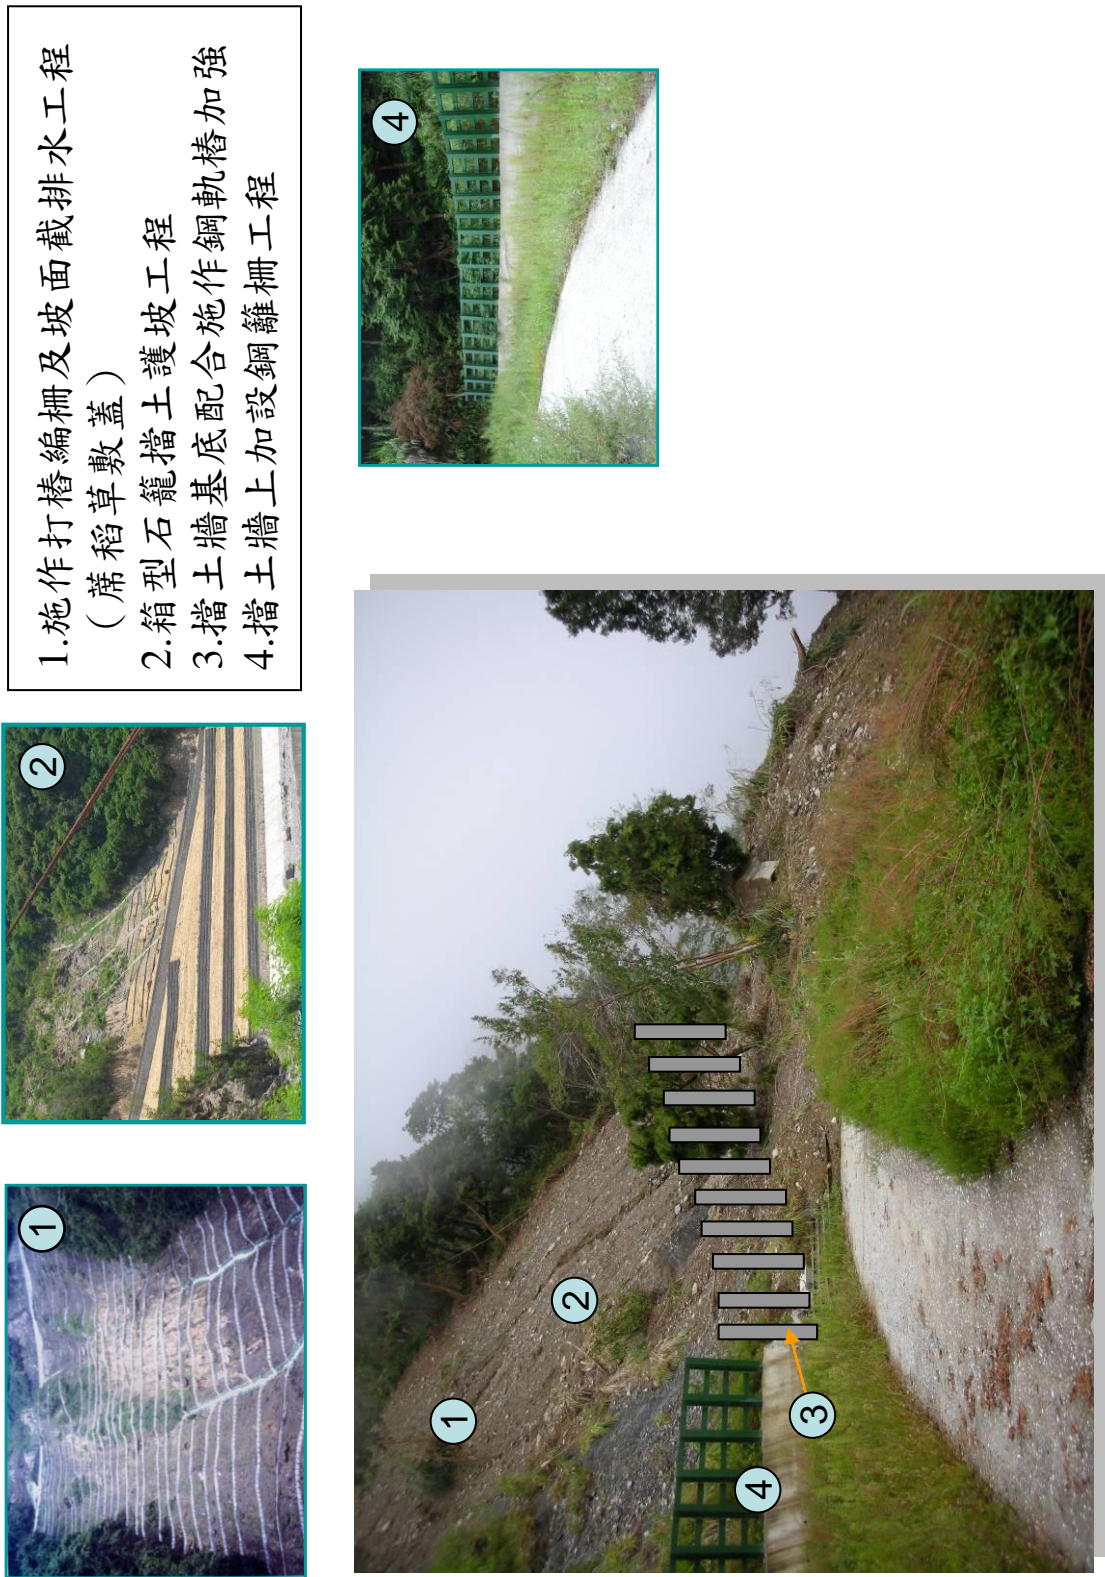 1.施作打樁編柵及坡面截排水工程
（蓆稻草敷蓋）
2.箱型石籠擋土護坡工程
3.擋土牆基底配合施作鋼軌樁加強
4.擋土牆上加設鋼籬柵工程
1
2
4
1
2
3
4